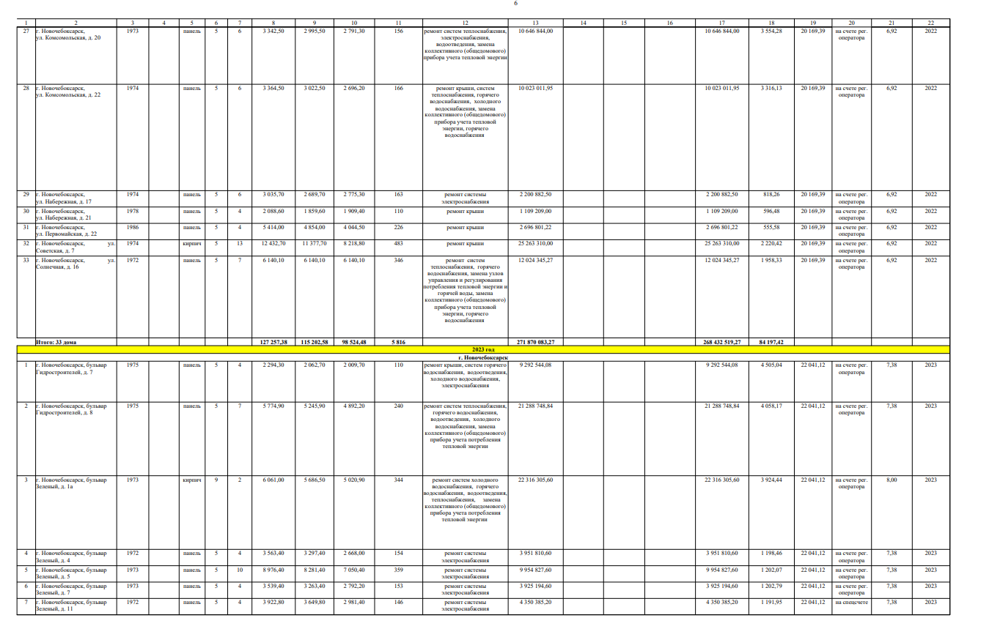 6
1 2 3 4 5 6 7 8 9 10 11 12 13 14 15 16 17 18 19 20 21 22
27 г. Новочебоксарск, 1973 панель 5 6 3 342,50 2 995,50 2 791,30 156 ремонт систем теплоснабжения, 10 646 844,00 10 646 844,00 3 554,28 20 169,39 на счете рег. 6,92 2022
ул. Комсомольская, д. 20 электроснабжения, оператора
водоотведения, замена
коллективного (общедомового)
прибора учета тепловой энергии
28 г. Новочебоксарск, 1974 панель 5 6 3 364,50 3 022,50 2 696,20 166 ремонт крыши, систем 10 023 011,95 10 023 011,95 3 316,13 20 169,39 на счете рег. 6,92 2022
ул. Комсомольская, д. 22 теплоснабжения, горячего оператора
водоснабжения, холодного
водоснабжения, замена
коллективного (общедомового)
прибора учета тепловой
энергии, горячего
водоснабжения
29 г. Новочебоксарск, 1974 панель 5 6 3 035,70 2 689,70 2 775,30 163 ремонт системы 2 200 882,50 2 200 882,50 818,26 20 169,39 на счете рег. 6,92 2022
ул. Набережная, д. 17 электроснабжения оператора
30 г. Новочебоксарск, 1978 панель 5 4 2 088,60 1 859,60 1 909,40 110 ремонт крыши 1 109 209,00 1 109 209,00 596,48 20 169,39 на счете рег. 6,92 2022
ул. Набережная, д. 21 оператора
31 г. Новочебоксарск, 1986 панель 5 4 5 414,00 4 854,00 4 044,50 226 ремонт крыши 2 696 801,22 2 696 801,22 555,58 20 169,39 на счете рег. 6,92 2022
ул. Первомайская, д. 22 оператора
32 г. Новочебоксарск, ул. 1974 кирпич 5 13 12 432,70 11 377,70 8 218,80 483 ремонт крыши 25 263 310,00 25 263 310,00 2 220,42 20 169,39 на счете рег. 6,92 2022
Советская, д. 7 оператора
33 г. Новочебоксарск, ул. 1972 панель 5 7 6 140,10 6 140,10 6 140,10 346 ремонт систем 12 024 345,27 12 024 345,27 1 958,33 20 169,39 на счете рег. 6,92 2022
Солнечная, д. 16 теплоснабжения, горячего оператора
водоснабжения, замена узлов
управления и регулирования
потребления тепловой энергии и
горячей воды, замена
коллективного (общедомового)
прибора учета тепловой
энергии, горячего
водоснабжения
Итого: 33 дома 127 257,38 115 202,58 98 524,48 5 816 271 870 083,27 268 432 519,27 84 197,42
2023 год
г. Новочебоксарск
1 г. Новочебоксарск, бульвар 1975 панель 5 4 2 294,30 2 062,70 2 009,70 110 ремонт крыши, систем горячего 9 292 544,08 9 292 544,08 4 505,04 22 041,12 на счете рег. 7,38 2023
Гидростроителей, д. 7 водоснабжения, водоотведения, оператора
холодного водоснабжения,
электроснабжения
2 г. Новочебоксарск, бульвар 1975 панель 5 7 5 774,90 5 245,90 4 892,20 240 ремонт систем теплоснабжения, 21 288 748,84 21 288 748,84 4 058,17 22 041,12 на счете рег. 7,38 2023
Гидростроителей, д. 8 горячего водоснабжения, оператора
водоотведения, холодного
водоснабжения, замена
коллективного (общедомового)
прибора учета потребления
тепловой энергии
3 г. Новочебоксарск, бульвар 1973 кирпич 9 2 6 061,00 5 686,50 5 020,90 344 ремонт систем холодного 22 316 305,60 22 316 305,60 3 924,44 22 041,12 на счете рег. 8,00 2023
Зеленый, д. 1а водоснабжения, горячего оператора
водоснабжения, водоотведения,
теплоснабжения, замена
коллективного (общедомового)
прибора учета потребления
тепловой энергии
4 г. Новочебоксарск, бульвар 1972 панель 5 4 3 563,40 3 297,40 2 668,00 154 ремонт системы 3 951 810,60 3 951 810,60 1 198,46 22 041,12 на счете рег. 7,38 2023
Зеленый, д. 4 электроснабжения оператора
5 г. Новочебоксарск, бульвар 1973 панель 5 10 8 976,40 8 281,40 7 050,40 359 ремонт системы 9 954 827,60 9 954 827,60 1 202,07 22 041,12 на счете рег. 7,38 2023
Зеленый, д. 5 электроснабжения оператора
6 г. Новочебоксарск, бульвар 1973 панель 5 4 3 539,40 3 263,40 2 792,20 153 ремонт системы 3 925 194,60 3 925 194,60 1 202,79 22 041,12 на счете рег. 7,38 2023
Зеленый, д. 7 электроснабжения оператора
7 г. Новочебоксарск, бульвар 1972 панель 5 4 3 922,80 3 649,80 2 981,40 146 ремонт системы 4 350 385,20 4 350 385,20 1 191,95 22 041,12 на спецсчете 7,38 2023
Зеленый, д. 11 электроснабжения